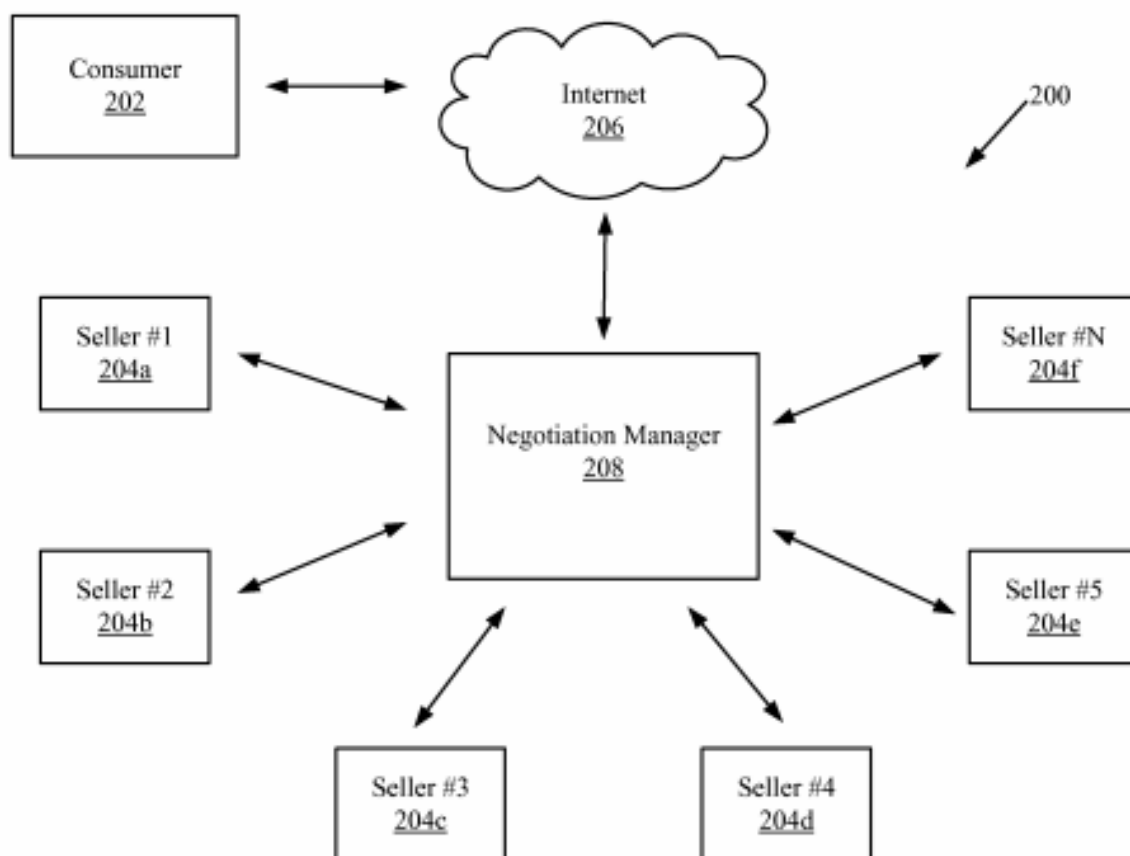 Consumer
202
Internet
206
200
Seller #1
204a
Seller #N
204f
Negotiation Manager
208
Seller #2
204b
Seller #5
204e
Seller #3
204c
Seller #4
204d